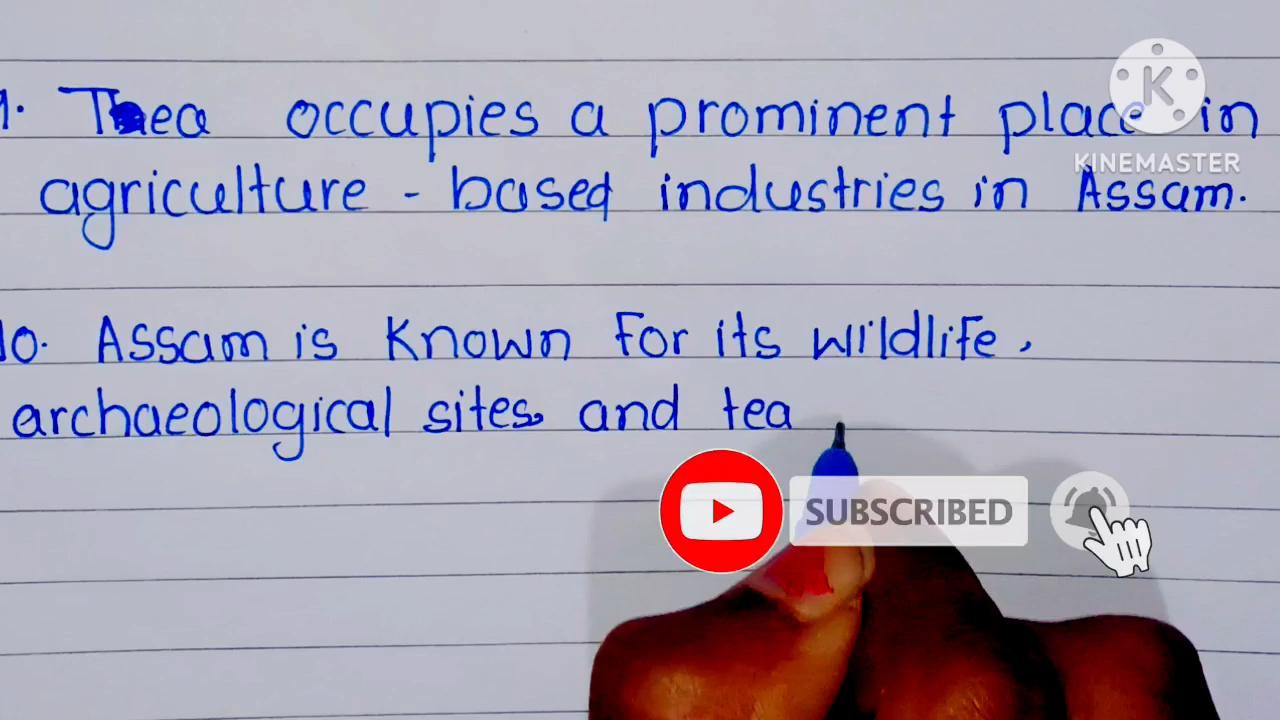 9. Tea occupies a prominent place in
KINEMASTER
agriculture - based industries in Assam.
10. Assam is known for its wildlife,
archaeological sites, and tea
SUBSCRIBED